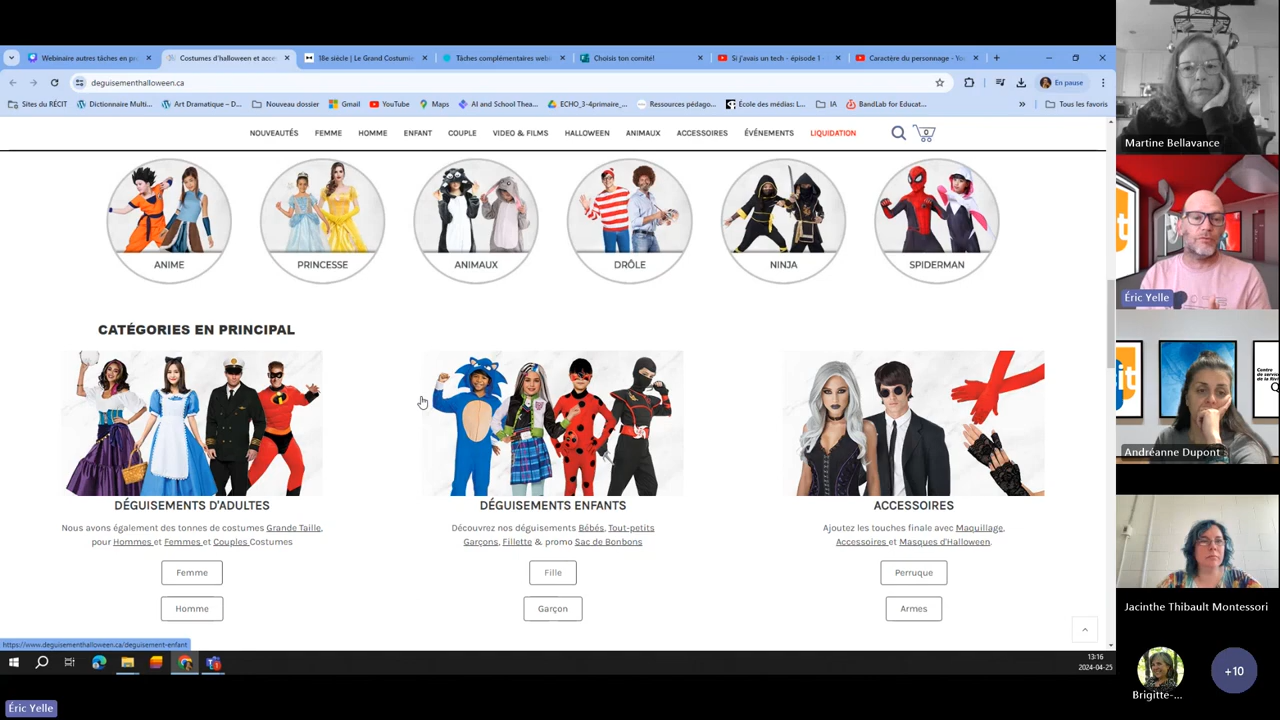 Webinaire autres tâches en pr
Costumes d'halloween et acce
18e siècle | Le Grand Costumie
Tâches complémentaires web
Choisis ton comité!
Si j'avais un tech - épisode 1 -
Caractère du personnage - You
deguisementhalloween.ca
En pause
Sites du RÉCIT
Dictionnaire Multi...
Art Dramatique – D...
Nouveau dossier
Gmail
YouTube
Maps
AI and School Thea...
ECHO_3-4primaire_...
Ressources pédago...
École des médias: L...
IA
BandLab for Educat...
Tous les favoris
NOUVEAUTÉS FEMME HOMME ENFANT COUPLE VIDEO & FILMS HALLOWEEN ANIMAUX ACCESSOIRES ÉVÉNEMENTS LIQUIDATION 0
ANIME
PRINCESSE
ANIMAUX
DRÔLE
NINJA
SPIDERMAN
CATÉGORIES EN PRINCIPAL
DÉGUISEMENTS D'ADULTES
Nous avons également des tonnes de costumes Grande Taille,
pour Hommes et Femmes et Couples Costumes
Femme
Homme
DÉGUISEMENTS ENFANTS
Découvrez nos déguisements Bébés, Tout-petits
Garçons, Fillette & promo Sac de Bonbons
Fille
Garçon
ACCESSOIRES
Ajoutez les touches finale avec Maquillage,
Accessoires et Masques d'Halloween.
Perruque
Armes
https://www.deguisementhalloween.ca/deguisement-enfant
13:16
2024-04-25
Éric Yelle
Martine Bellavance
Éric Yelle
Andréanne Dupont
Jacinthe Thibault Montessori
Brigitte-...
+10